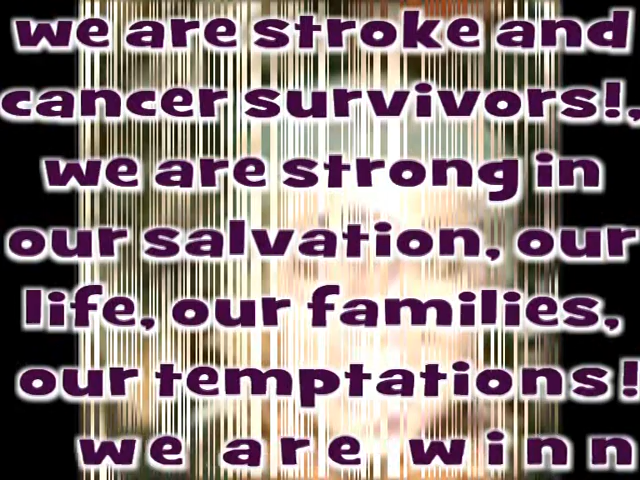 we are stroke and
cancer survivors!,
we are strong in
our salvation, our
life, our families,
our temptations!
we are winn